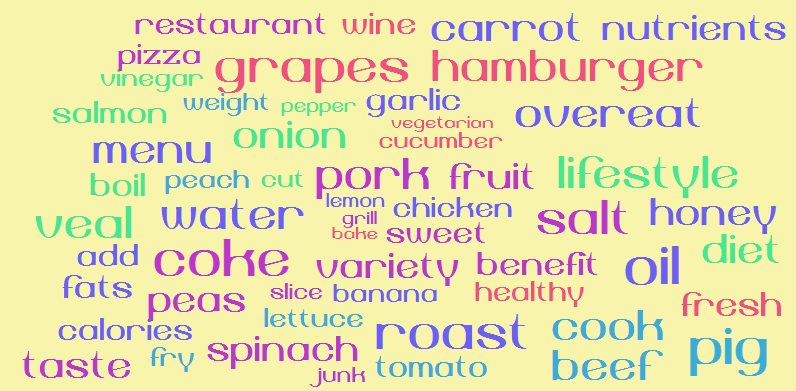 restaurant wine carrot nutrients
pizza grapes hamburger
vinegar
salmon weight pepper garlic overeat
vegetarian
menu onion cucumber
boil peach cut pork fruit lifestyle
veal water lemon chicken salt honey
grill
bake sweet
add coke variety benefit oil diet
fats peas slice banana healthy fresh
calories lettuce roast cook pig
taste fry spinach tomato beef
junk